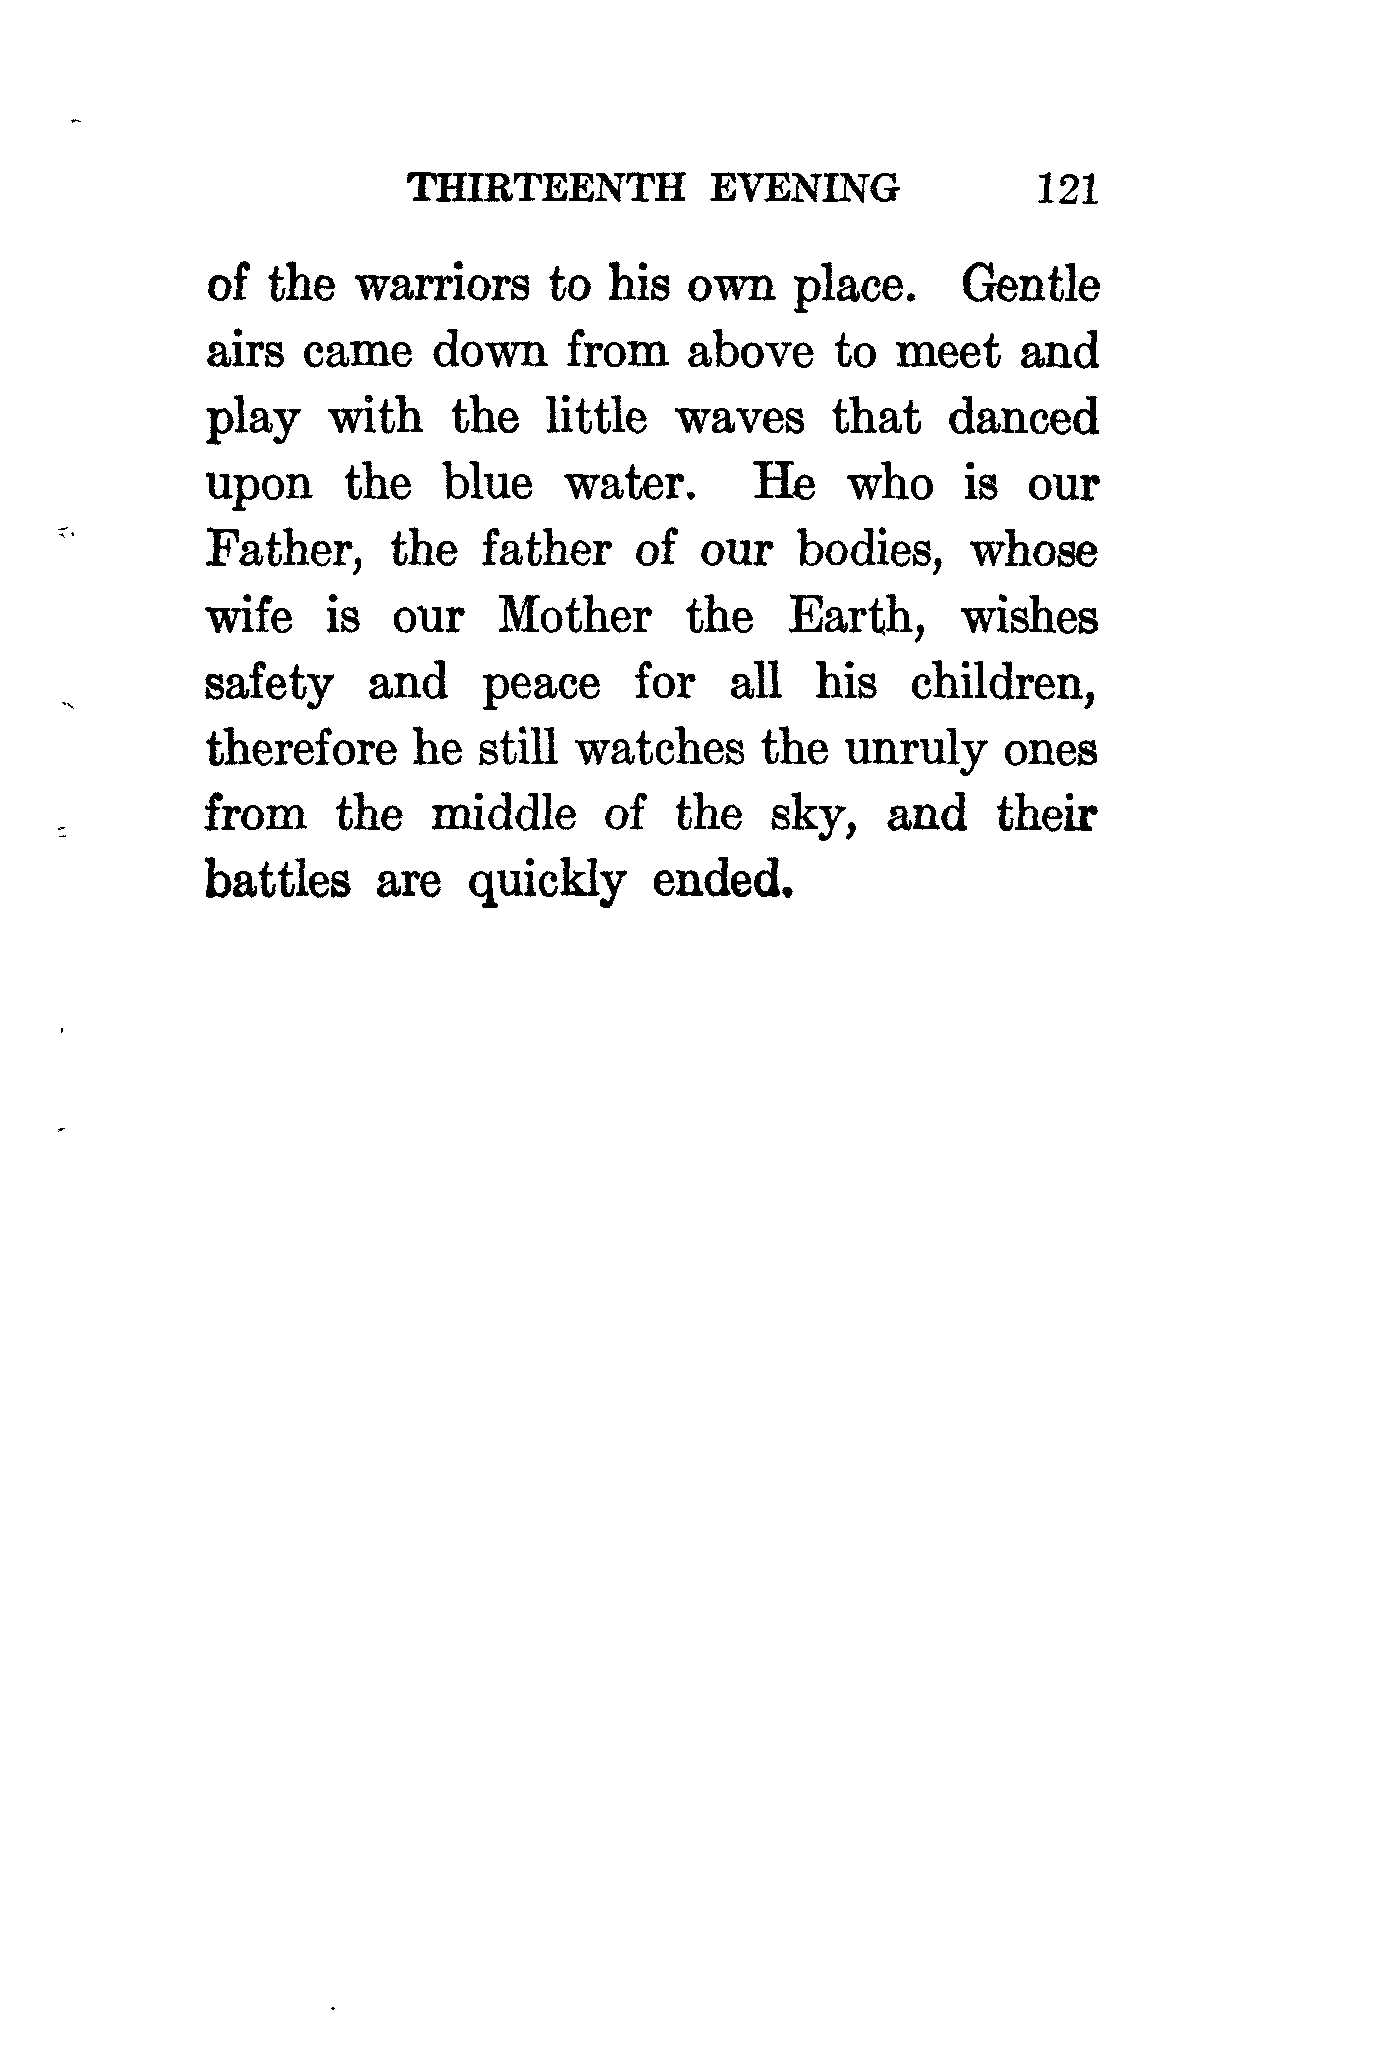 THIRTEENTH EVENING 121
of the warriors to his own place. Gentle
airs came down from above to meet and
play with the little waves that danced
upon the blue water. He who is our
Father, the father of our bodies, whose
wife is our Mother the Earth, wishes
safety and peace for all his children,
therefore he still watches the unruly ones
from the middle of the sky, and their
battles are quickly ended.